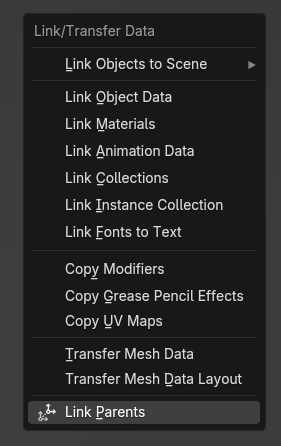 Link/Transfer Data
Link Objects to Scene
Link Object Data
Link Materials
Link Animation Data
Link Collections
Link Instance Collection
Link Fonts to Text
Copy Modifiers
Copy Grease Pencil Effects
Copy UV Maps
Transfer Mesh Data
Transfer Mesh Data Layout
Link Parents